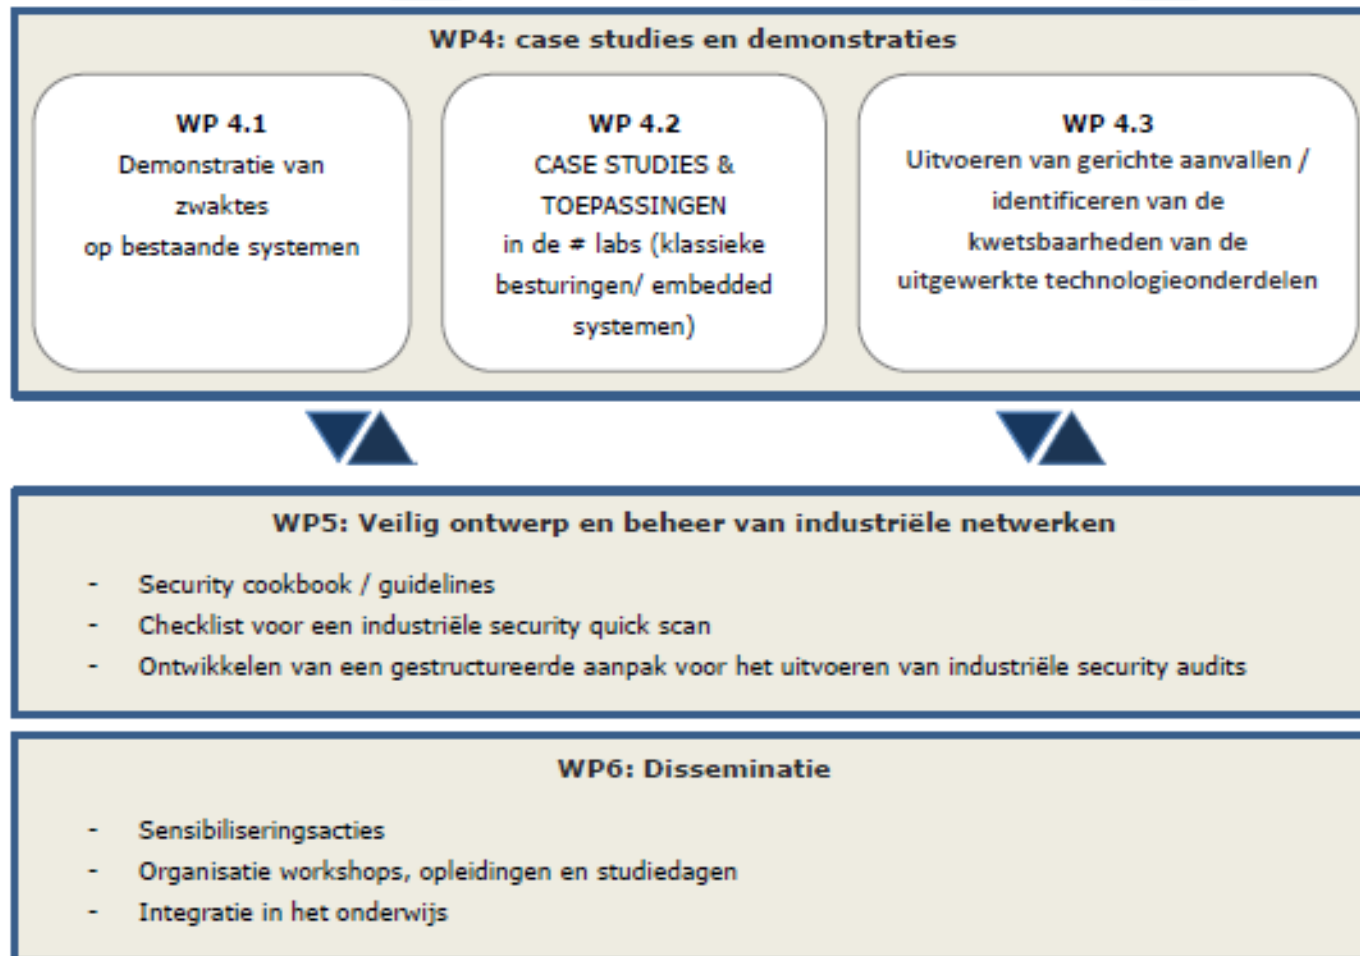 WP4: case studies en demonstraties
WP 4.1
Demonstratie van
zwaktes
op bestaande systemen
WP 4.2
CASE STUDIES &
TOEPASSINGEN
in de ≠ labs (klassieke
besturingen/ embedded
systemen)
WP 4.3
Uitvoeren van gerichte aanvallen /
identificeren van de
kwetsbaarheden van de
uitgewerkte technologieonderdelen
WP5: Veilig ontwerp en beheer van industriële netwerken
- Security cookbook / guidelines
- Checklist voor een industriële security quick scan
- Ontwikkelen van een gestructureerde aanpak voor het uitvoeren van industriële security audits
WP6: Disseminatie
- Sensibiliseringsacties
- Organisatie workshops, opleidingen en studiedagen
- Integratie in het onderwijs